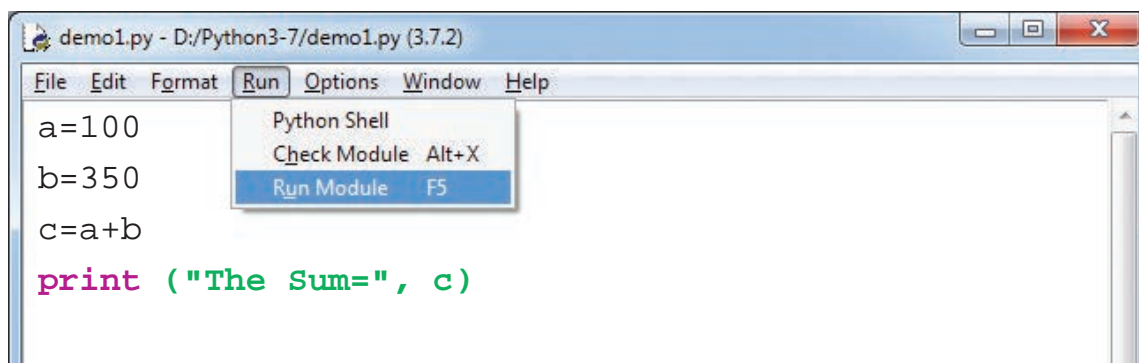 demo1.py - D:/Python3-7/demo1.py (3.7.2)
File Edit Format Run Options Window Help
Python Shell
Check Module Alt+X
Run Module F5
a=100
b=350
c=a+b
print ("The Sum=", c)